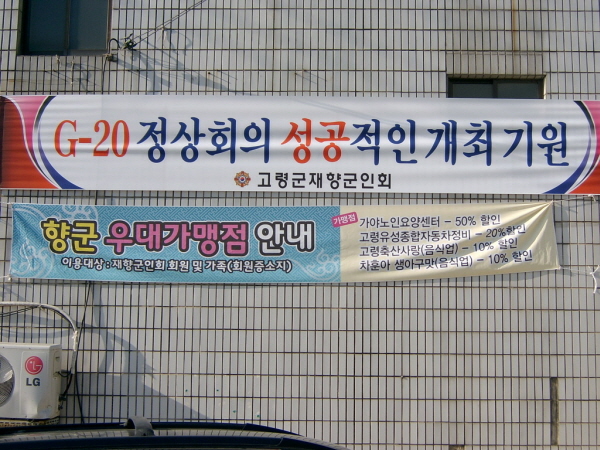 G-20 정상회의 성공적인 개최 기원
고령군재향군인회
향군 우대가맹점 안내
이용대상 : 재향군인회 회원 및 가족(회원증소지)
가맹점
가야노인요양센터 - 50% 할인
고령유성종합자동차정비 - 20%할인
고령축산사랑(음식업) - 10% 할인
차훈아 생아구맛(음식업) - 10% 할인
LG